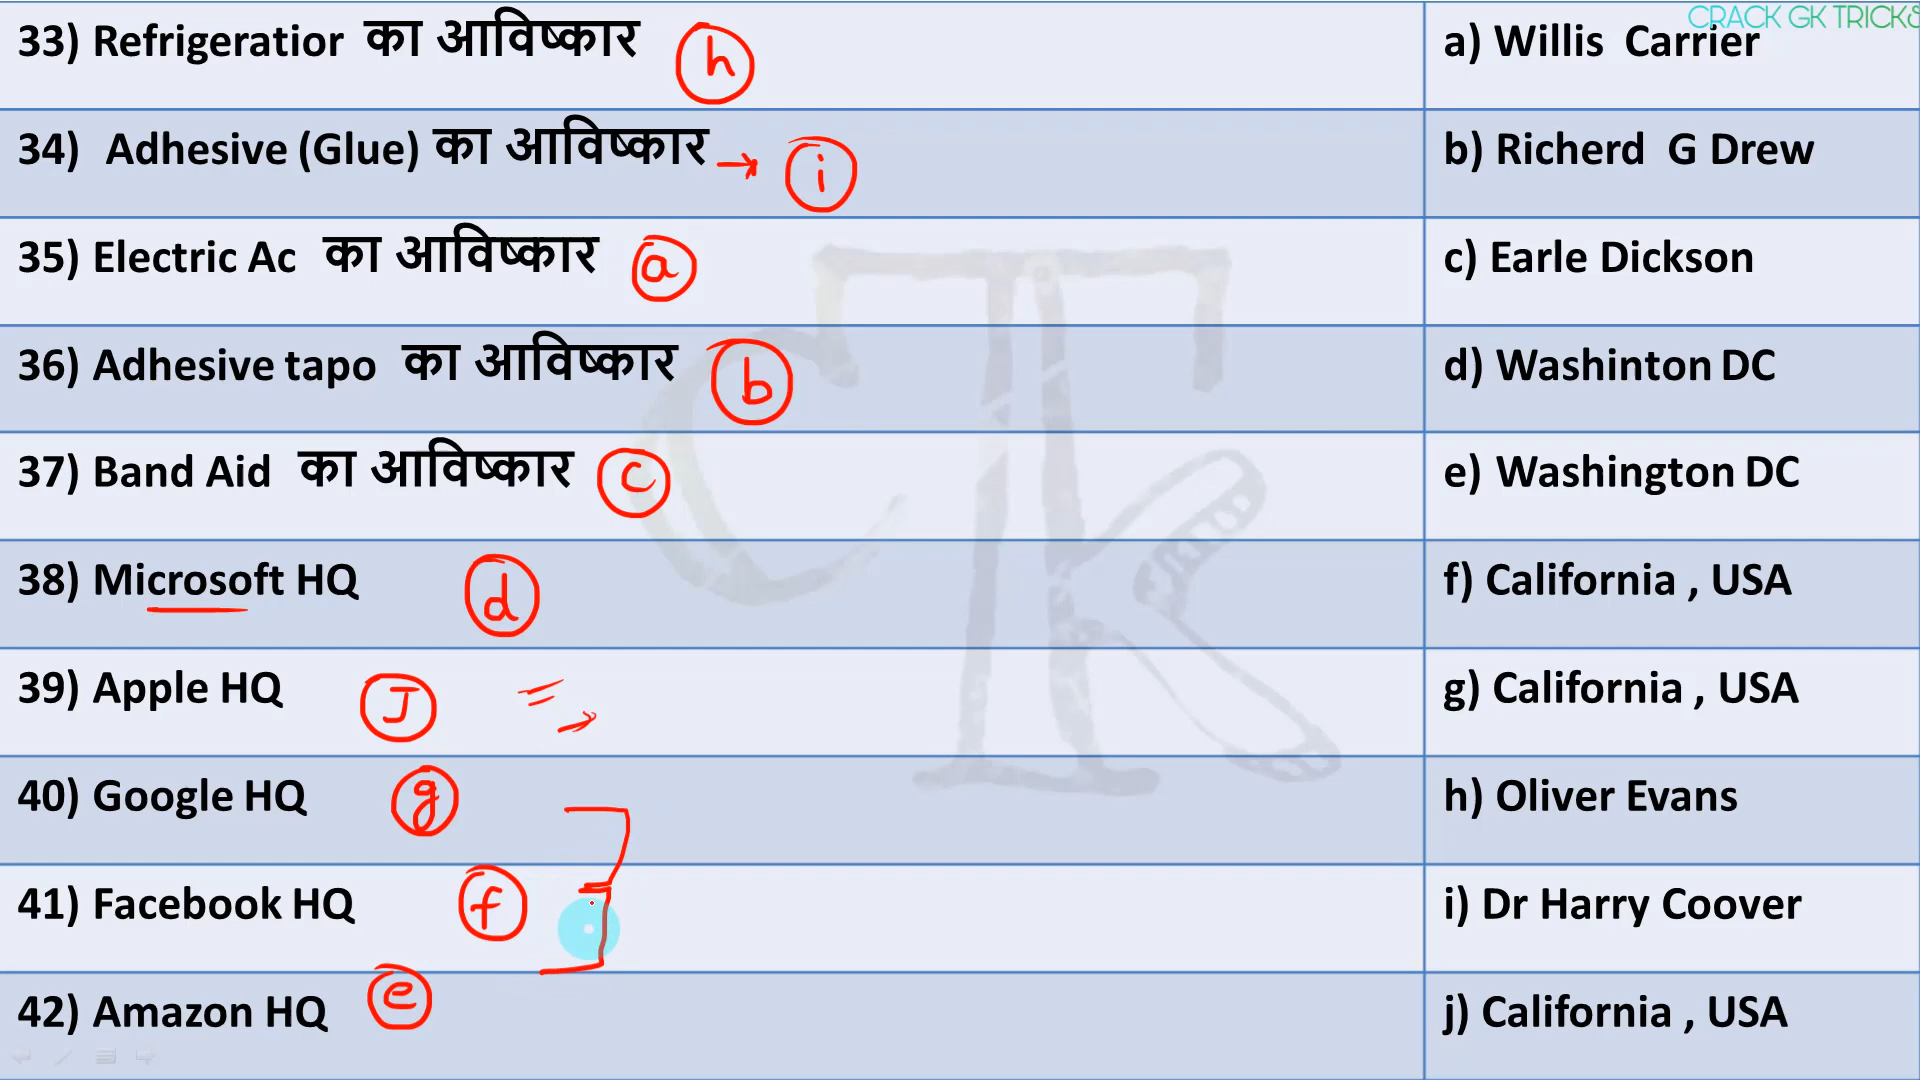 CRACK GK TRICKS
33) Refrigeratior का आविष्कार h a) Willis Carrier
34) Adhesive (Glue) का आविष्कार → i b) Richerd G Drew
35) Electric Ac का आविष्कार a c) Earle Dickson
36) Adhesive tapo का आविष्कार b d) Washinton DC
37) Band Aid का आविष्कार c e) Washington DC
38) Microsoft HQ d f) California , USA
39) Apple HQ J g) California , USA
40) Google HQ g h) Oliver Evans
41) Facebook HQ f i) Dr Harry Coover
42) Amazon HQ e j) California , USA